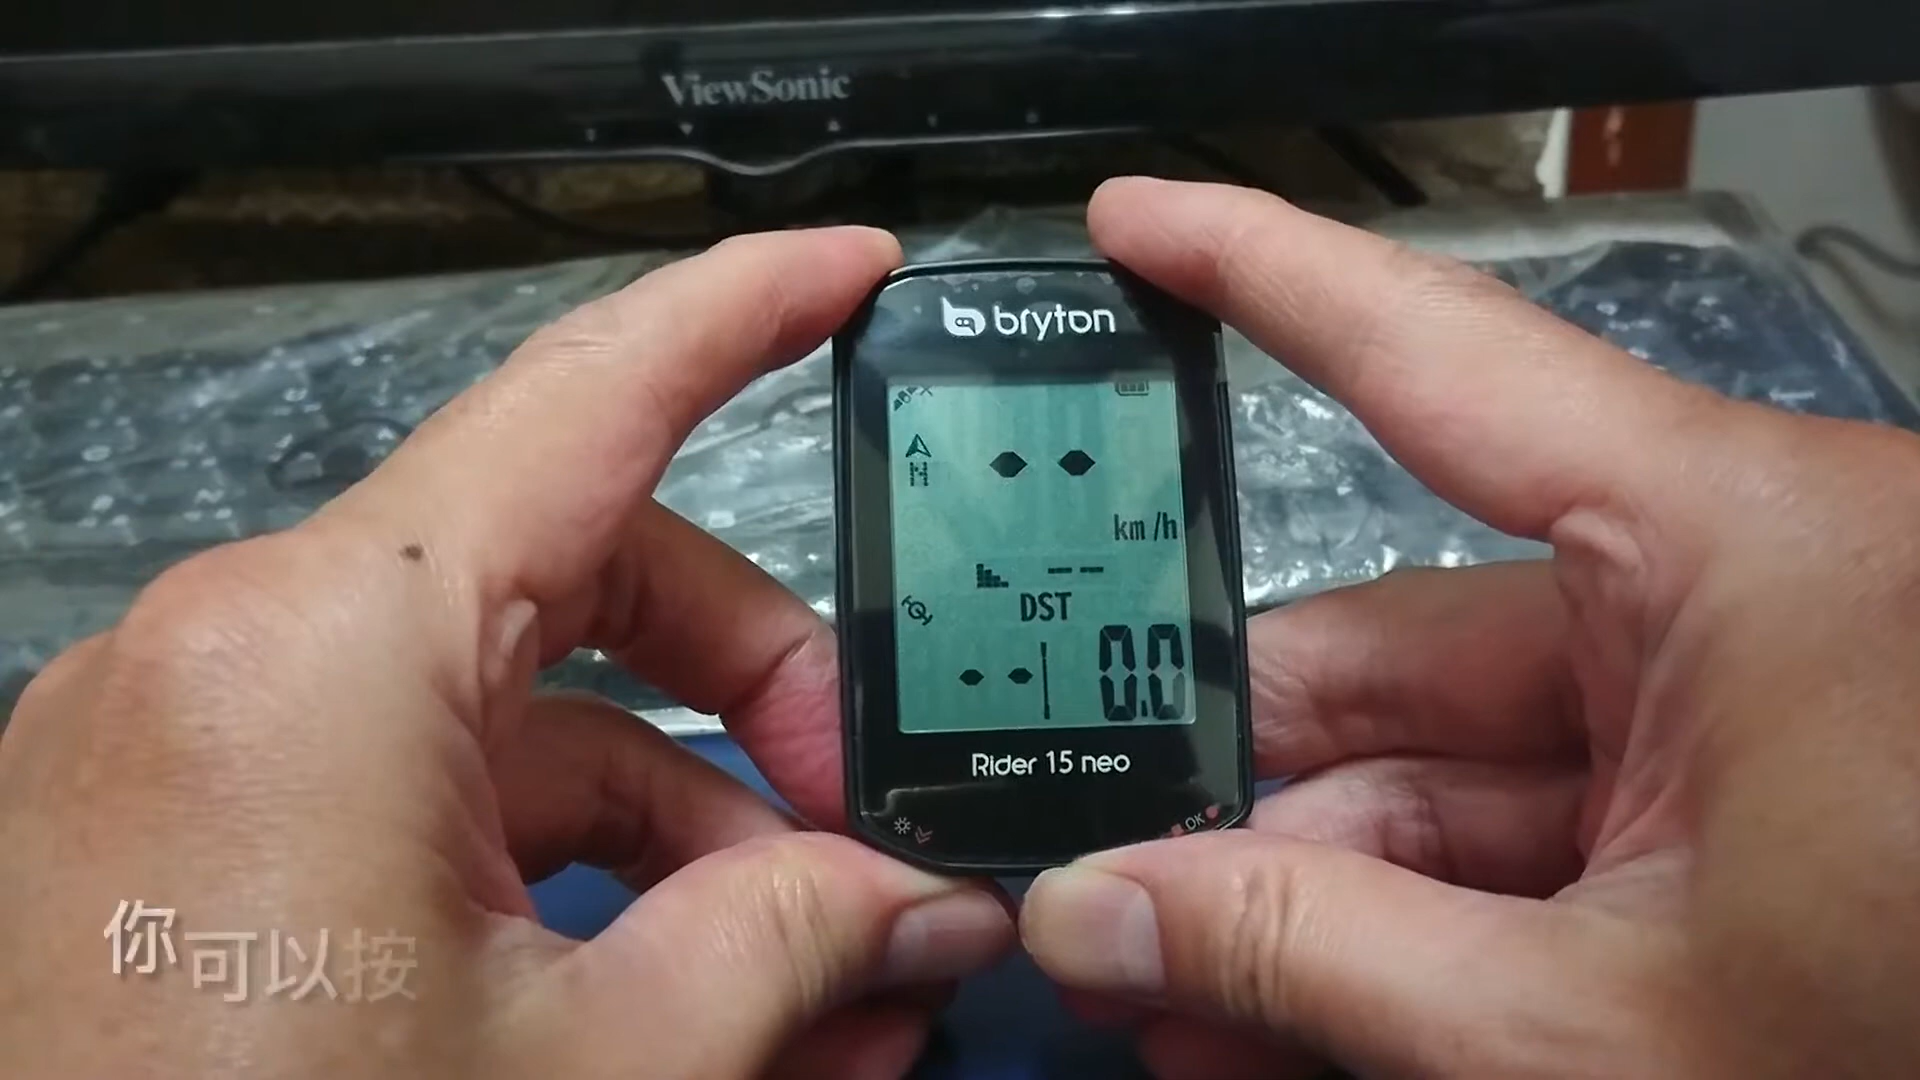 ViewSonic
bryton
N
km/h
--
DST
-- 0.0
Rider 15 neo
OK
你可以按